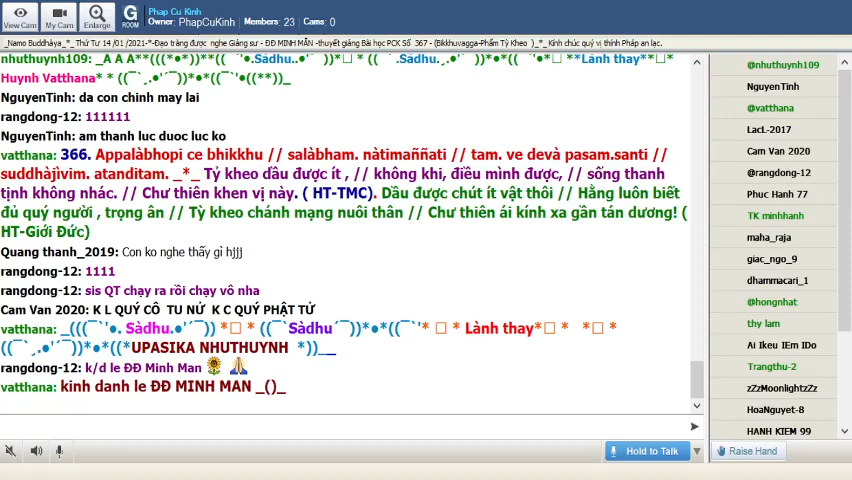 View Cam
My Cam
Enlarge
G
ROOM
Phap Cu Kinh
Owner: PhapCuKinh Members: 23 Cams: 0
_Namo Buddhàya_*_ Thứ Tư 14 /01 /2021-*-Đạo tràng được nghe Giảng sư - ĐĐ MINH MẪN -thuyết giảng Bài học PCK Số 367 - (Bikkhuvagga-Phẩm Tỳ Kheo )_*_Kính chúc quý vị thính Pháp an lạc.
nhuthuynh109: _A A A**(((*●*))**((¯`'●.Sádhu..●'´¯))*□ * ((¯`.Sádhu.¸.●'´¯))*●*((¯`'●*□ **Lành thay**□*
Huynh Vatthana* * ((¯`¸.●'´¯))*●*((¯`'●((**))_
NguyenTinh: da con chinh may lai
rangdong-12: 111111
NguyenTinh: am thanh luc duoc luc ko
vatthana: 366. Appalàbhopi ce bhikkhu // salàbham. nàtimaññati // tam. ve devà pasam.santi //
suddhàjìvim. atanditam. _*_ Tỷ kheo dầu được ít , // không khi, điều mình được, // sống thanh
tịnh không nhác. // Chư thiên khen vị này. ( HT-TMC). Dầu được chút ít vật thôi // Hằng luôn biết
đủ quý người , trọng ân // Tỳ kheo chánh mạng nuôi thân // Chư thiên ái kính xa gần tán dương! (
HT-Giới Đức)
Quang thanh_2019: Con ko nghe thấy gì hjjj
rangdong-12: 1111
rangdong-12: sis QT chạy ra rồi chạy vô nha
Cam Van 2020: K L QUÝ CÔ TU NỬ K C QUÝ PHẬT TỬ
vatthana: _(((¯`'●. Sàdhu.●'´¯)) *□ * ((¯`Sàdhu´¯))*●*((¯`'* □ * Lành thay*□ * *□ *
((¯`¸.●'´¯))*●*((*UPASIKA NHUTHUYNH *))__
rangdong-12: k/d le ĐĐ Minh Man 🌻 🙏
vatthana: kinh danh le ĐĐ MINH MAN _()_
Hold to Talk
@nhuthuynh109
NguyenTinh
@vatthana
LacL-2017
Cam Van 2020
@rangdong-12
Phuc Hanh 77
TK minhhanh
maha_raja
giac_ngo_9
dhammacari_1
@hongnhat
thy lam
Ai Ikeu IEm IDo
Trangthu-2
zZzMoonlightzZz
HoaNguyet-8
HANH KIEM 99
Raise Hand